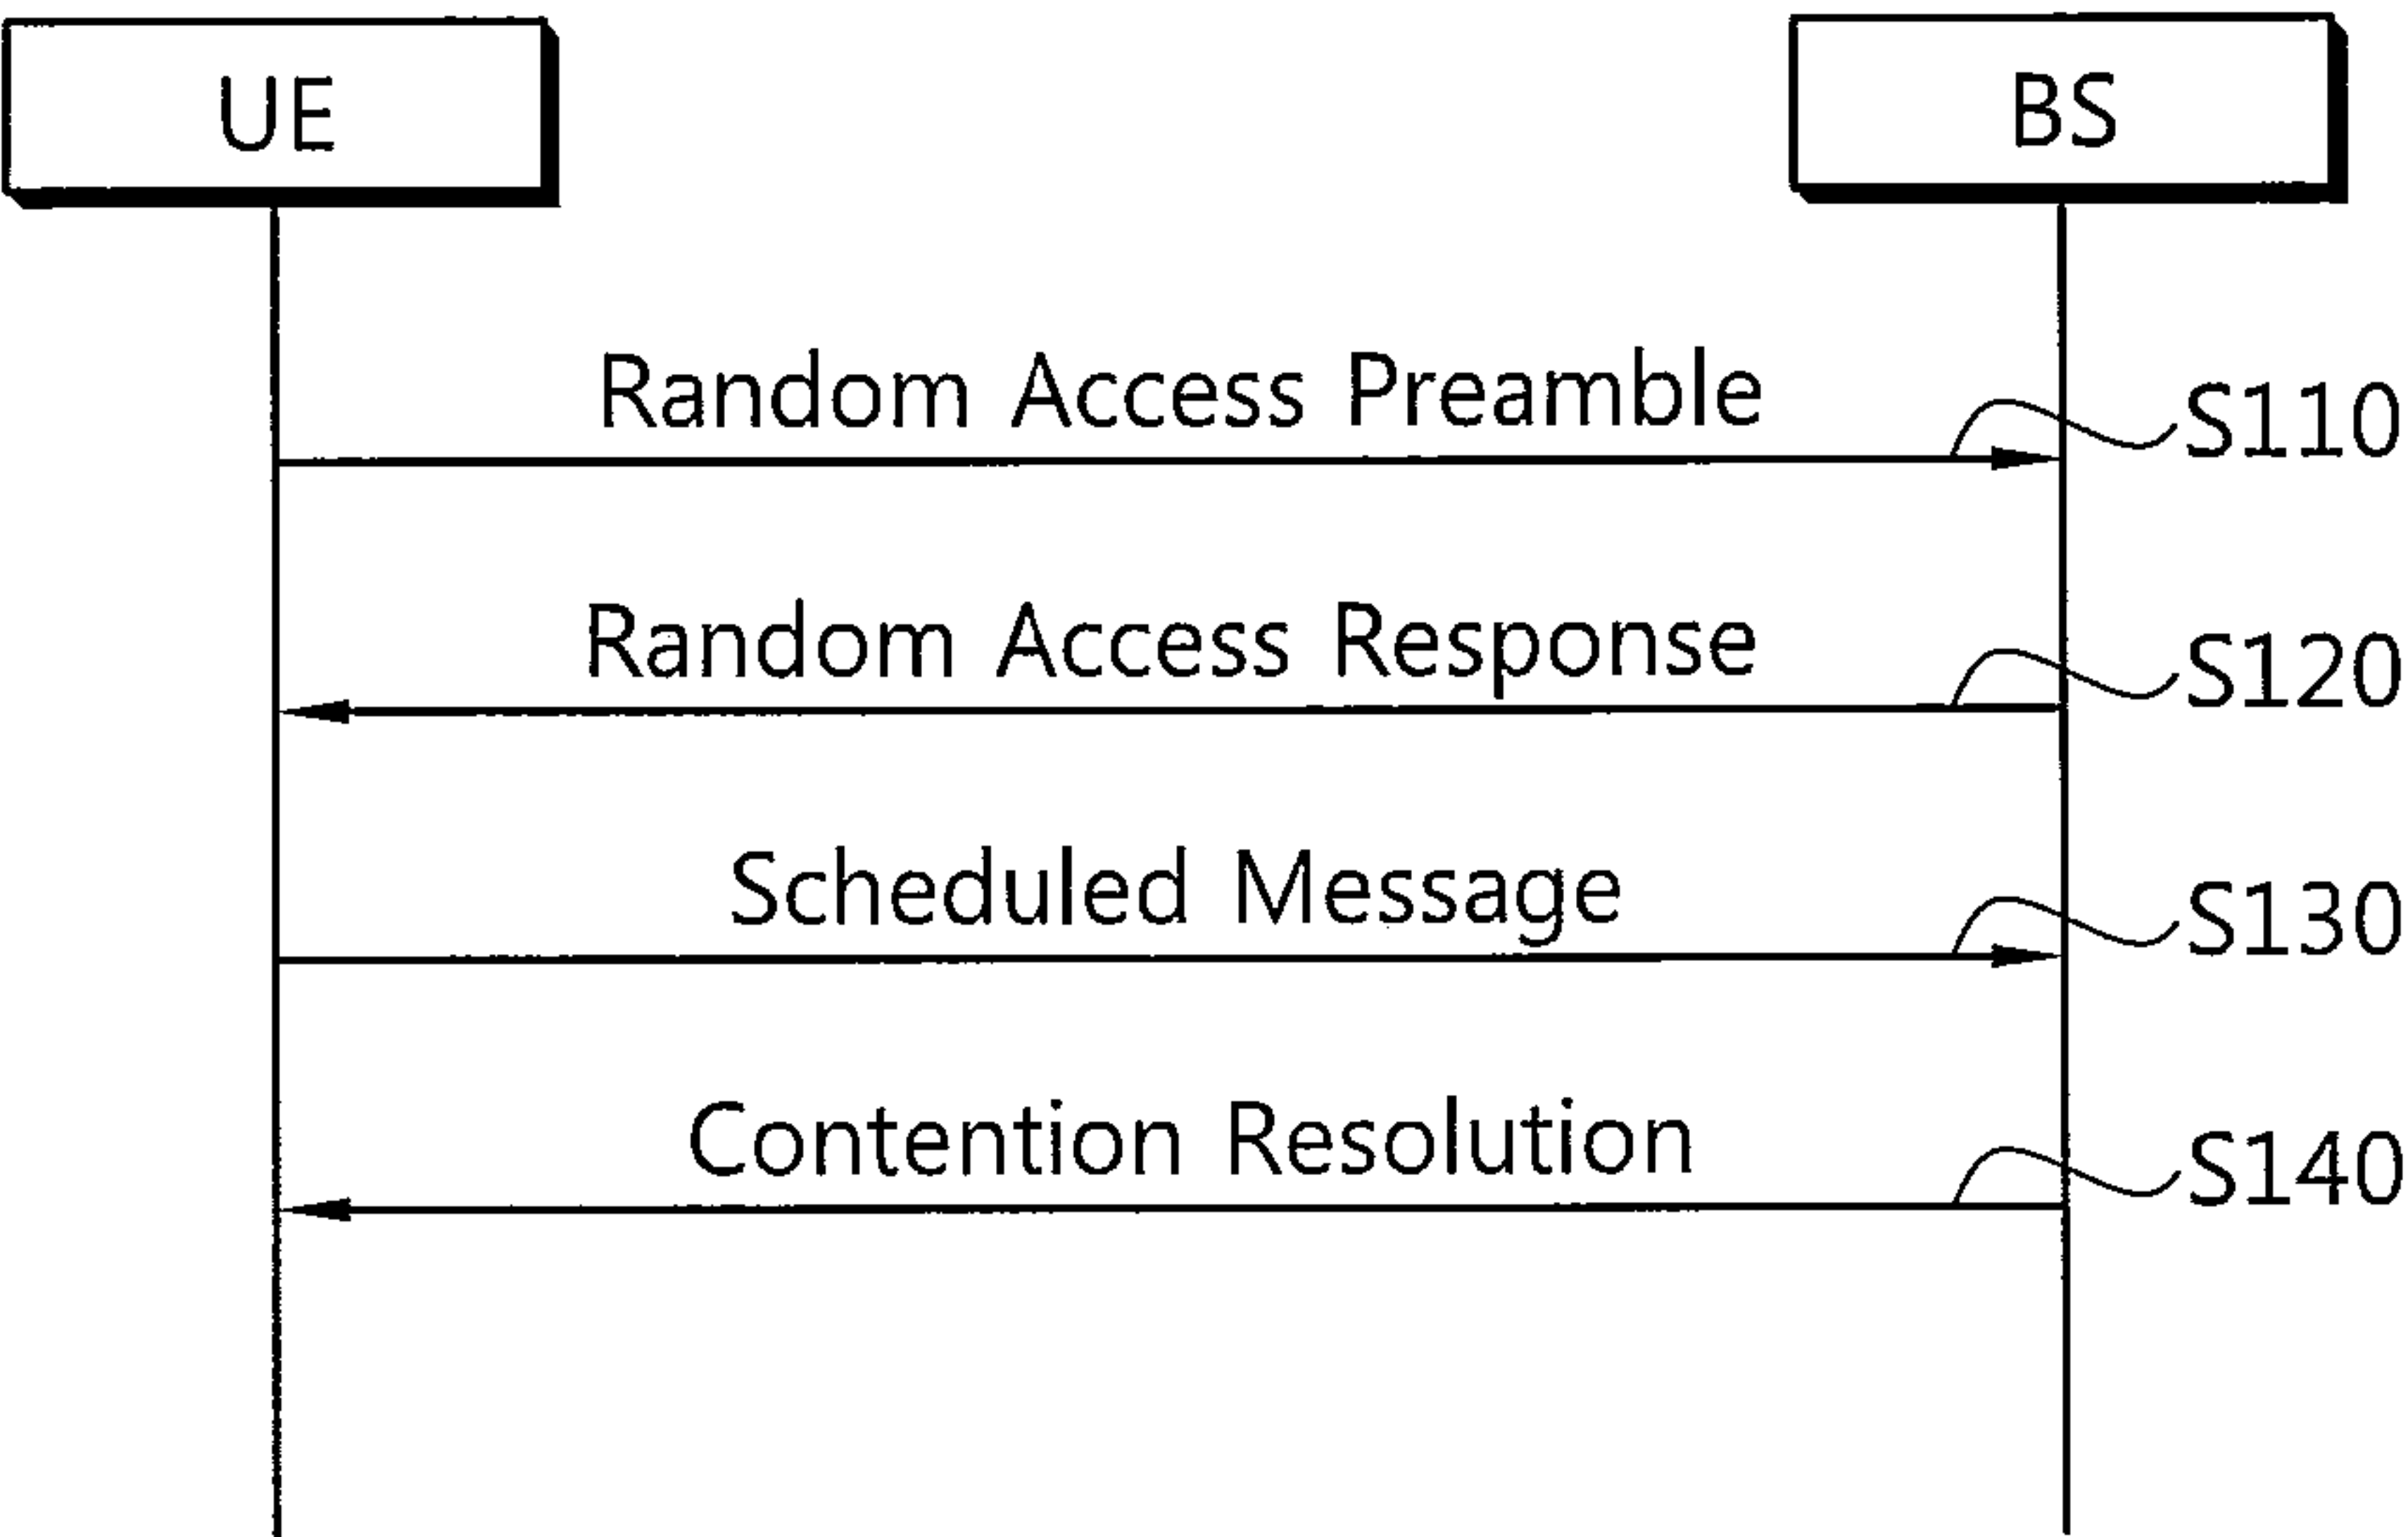 UE
BS
Random Access Preamble
S110
Random Access Response
S120
Scheduled Message
S130
Contention Resolution
S140